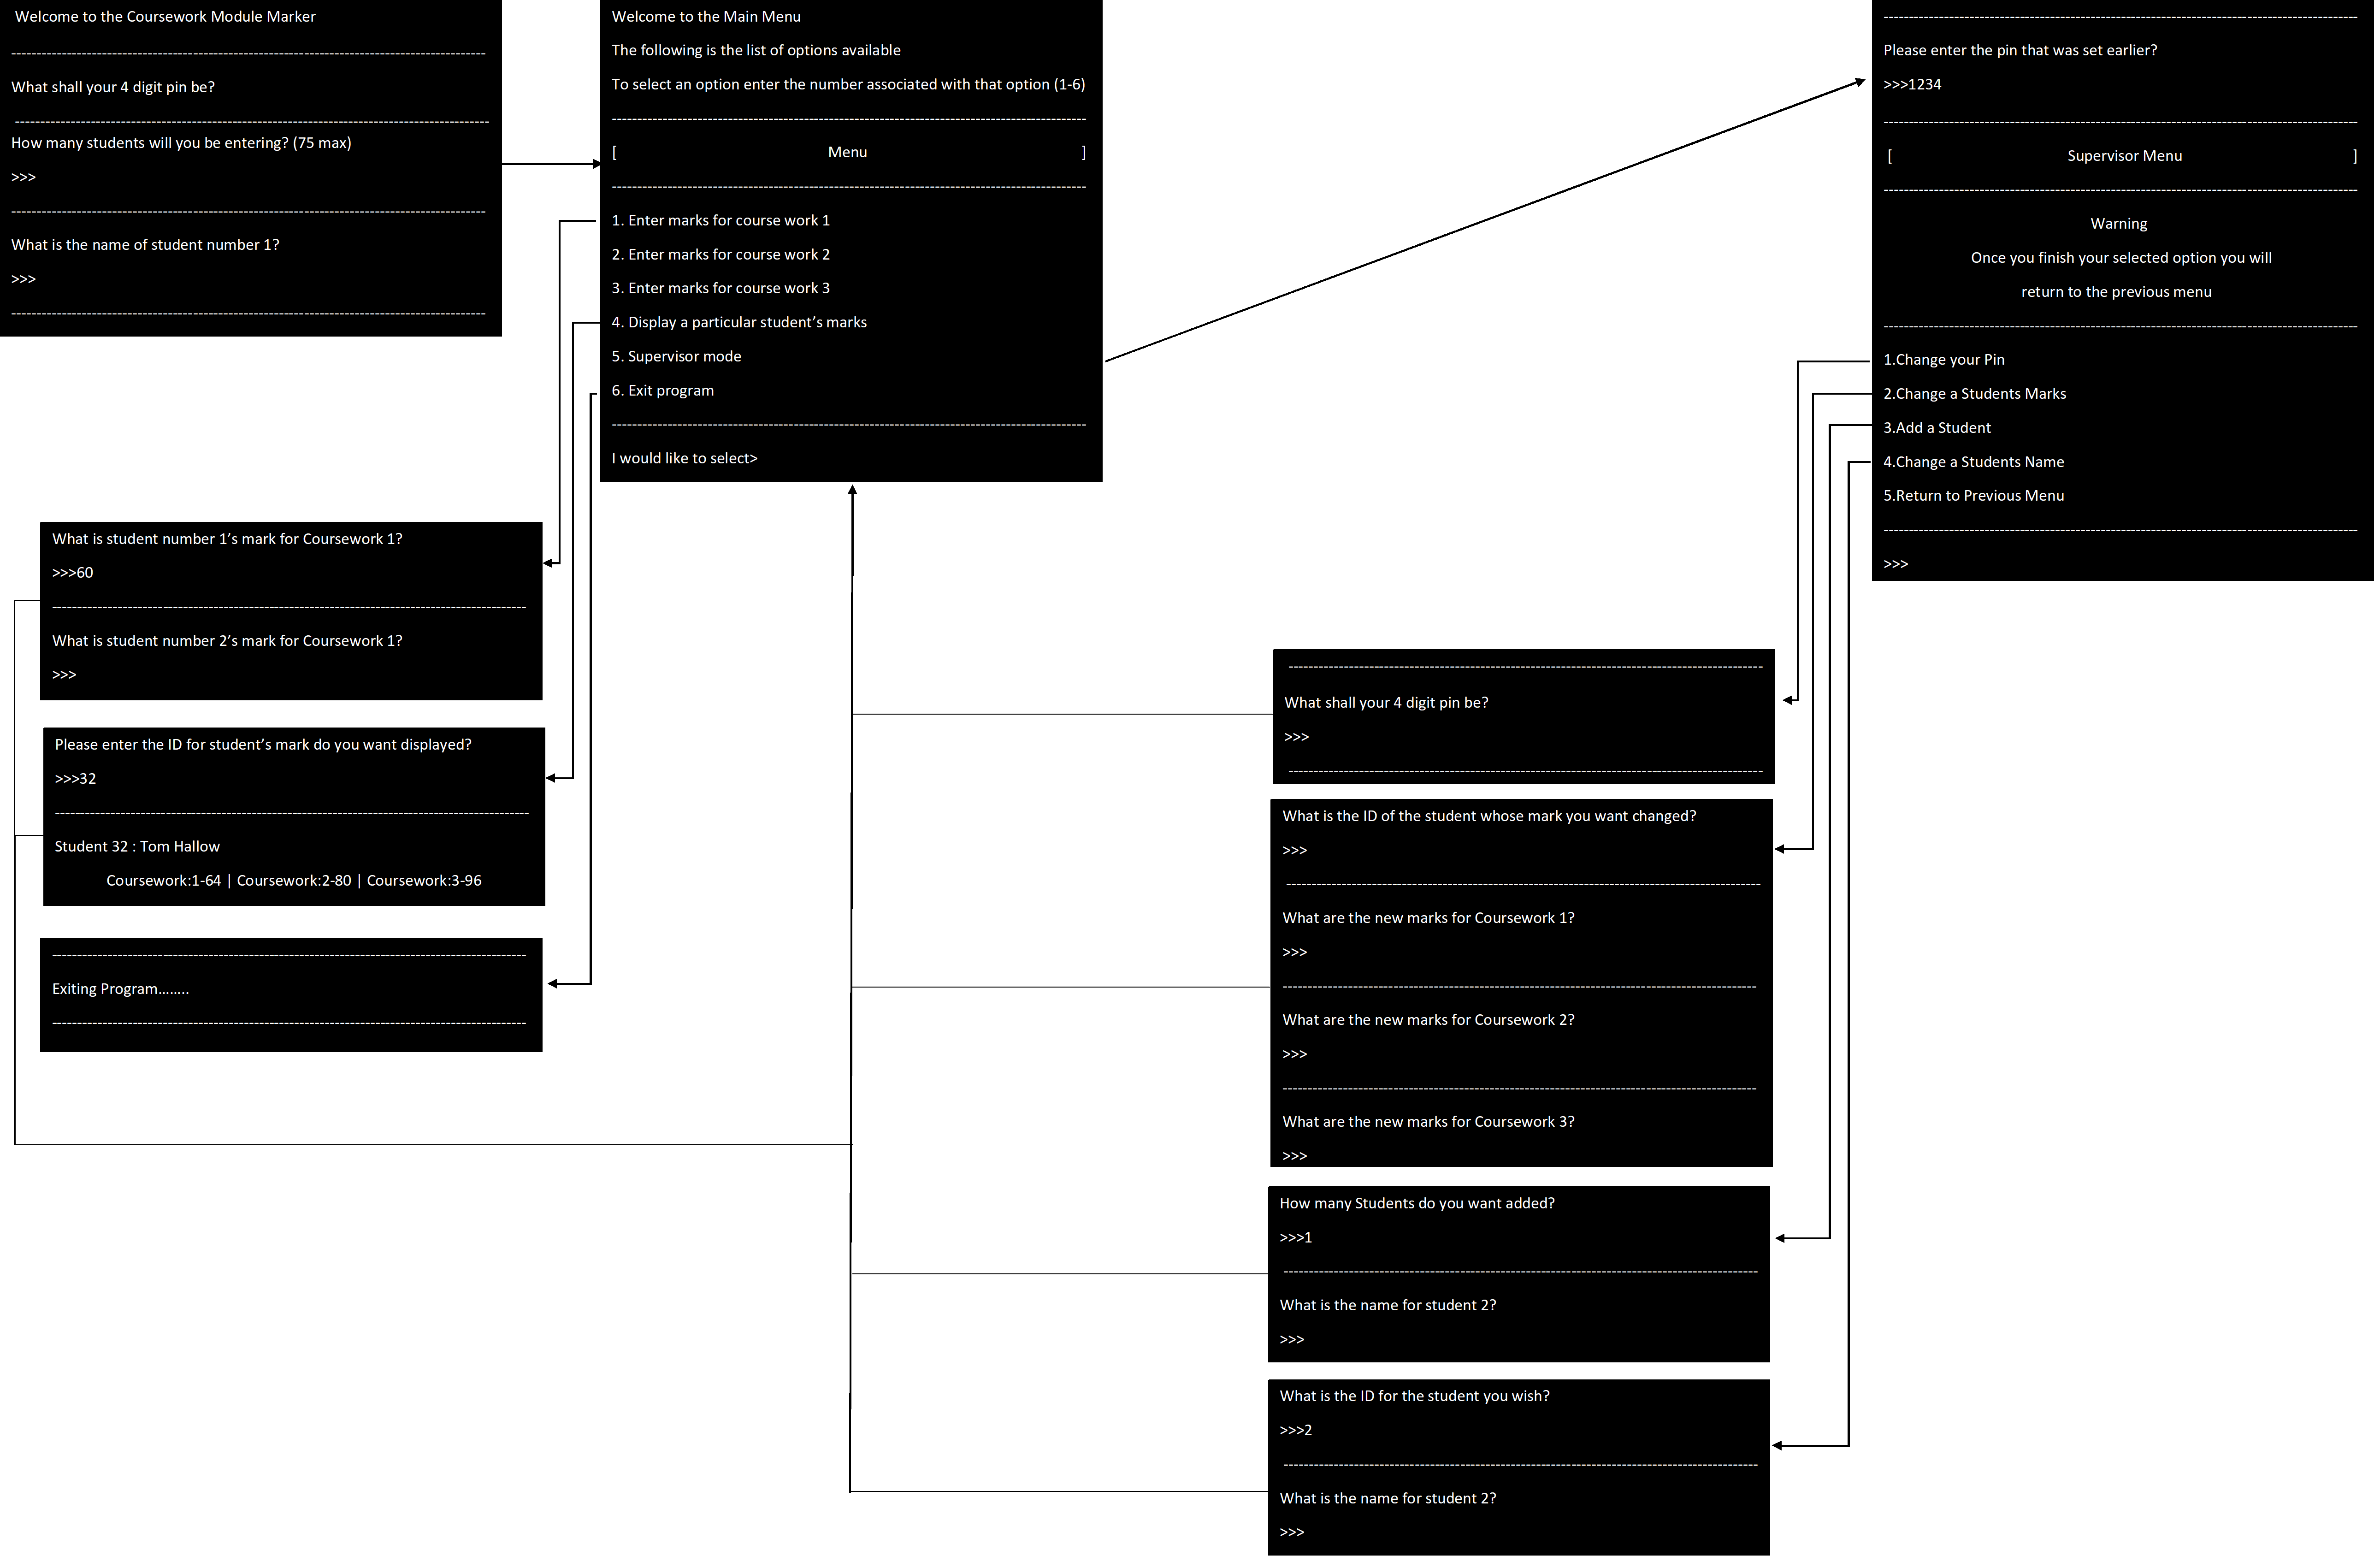 Welcome to the Coursework Module Marker
--------------------------------------------------------------------------------------------
What shall your 4 digit pin be?
--------------------------------------------------------------------------------------------
How many students will you be entering? (75 max)
>>>
--------------------------------------------------------------------------------------------
What is the name of student number 1?
>>>
--------------------------------------------------------------------------------------------
Welcome to the Main Menu
The following is the list of options available
To select an option enter the number associated with that option (1-6)
--------------------------------------------------------------------------------------------
[ Menu ]
--------------------------------------------------------------------------------------------
1. Enter marks for course work 1
2. Enter marks for course work 2
3. Enter marks for course work 3
4. Display a particular student’s marks
5. Supervisor mode
6. Exit program
--------------------------------------------------------------------------------------------
I would like to select>
--------------------------------------------------------------------------------------------
Please enter the pin that was set earlier?
>>>1234
--------------------------------------------------------------------------------------------
[ Supervisor Menu ]
--------------------------------------------------------------------------------------------
Warning
Once you finish your selected option you will
return to the previous menu
--------------------------------------------------------------------------------------------
1.Change your Pin
2.Change a Students Marks
3.Add a Student
4.Change a Students Name
5.Return to Previous Menu
--------------------------------------------------------------------------------------------
>>>
What is student number 1’s mark for Coursework 1?
>>>60
--------------------------------------------------------------------------------------------
What is student number 2’s mark for Coursework 1?
>>>
Please enter the ID for student’s mark do you want displayed?
>>>32
--------------------------------------------------------------------------------------------
Student 32 : Tom Hallow
Coursework:1-64 | Coursework:2-80 | Coursework:3-96
--------------------------------------------------------------------------------------------
Exiting Program........
--------------------------------------------------------------------------------------------
--------------------------------------------------------------------------------------------
What shall your 4 digit pin be?
>>>
--------------------------------------------------------------------------------------------
What is the ID of the student whose mark you want changed?
>>>
--------------------------------------------------------------------------------------------
What are the new marks for Coursework 1?
>>>
--------------------------------------------------------------------------------------------
What are the new marks for Coursework 2?
>>>
--------------------------------------------------------------------------------------------
What are the new marks for Coursework 3?
>>>
How many Students do you want added?
>>>1
--------------------------------------------------------------------------------------------
What is the name for student 2?
>>>
What is the ID for the student you wish?
>>>2
--------------------------------------------------------------------------------------------
What is the name for student 2?
>>>